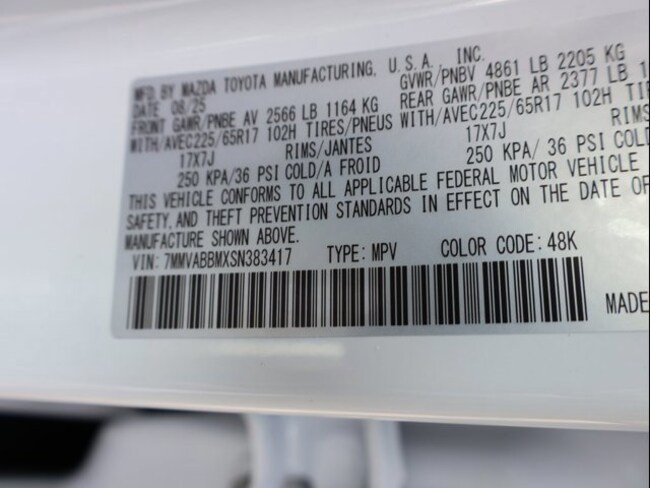 MFD BY MAZDA TOYOTA MANUFACTURING, U.S.A. INC.
DATE 08/25 GVWR/PNBV 4861 LB 2205 KG
FRONT GAWR/PNBE AV 2566 LB 1164 KG REAR GAWR/PNBE AR 2377 LB
WITH/AVEC225/65R17 102H TIRES/PNEUS WITH/AVEC225/65R17 102H
17X7J RIMS/JANTES 17X7J RIMS
250 KPA/36 PSI COLD/A FROID 250 KPA/ 36 PSI COLD
THIS VEHICLE CONFORMS TO ALL APPLICABLE FEDERAL MOTOR VEHICLE
SAFETY, AND THEFT PREVENTION STANDARDS IN EFFECT ON THE DATE OF
MANUFACTURE SHOWN ABOVE.
VIN: 7MMVABBMXSN383417 TYPE: MPV COLOR CODE: 48K
MADE